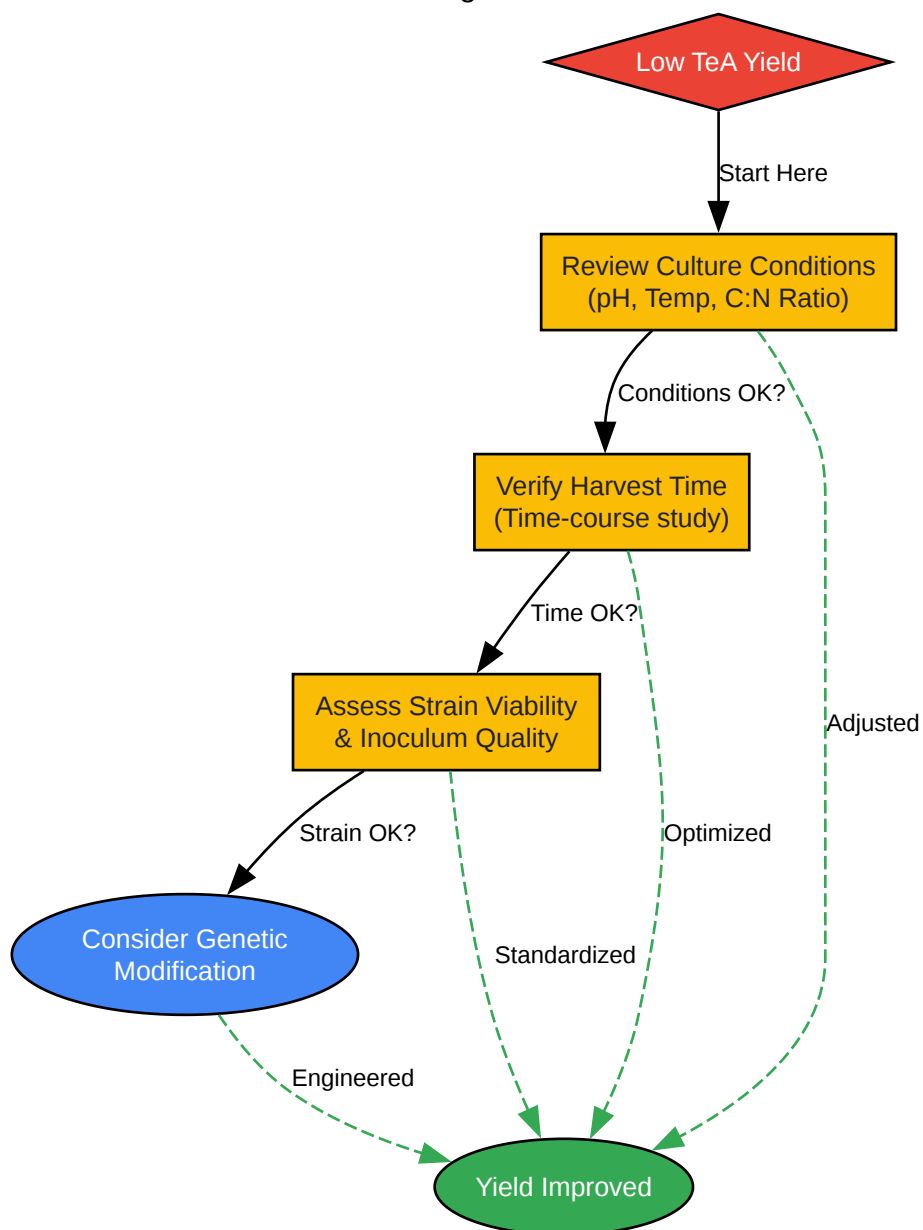 Low TeA Yield
Start Here
Review Culture Conditions
(pH, Temp, C:N Ratio)
Conditions OK?
Verify Harvest Time
(Time-course study)
Time OK?
Assess Strain Viability
& Inoculum Quality
Adjusted
Strain OK?
Optimized
Consider Genetic
Modification
Standardized
Engineered
Yield Improved